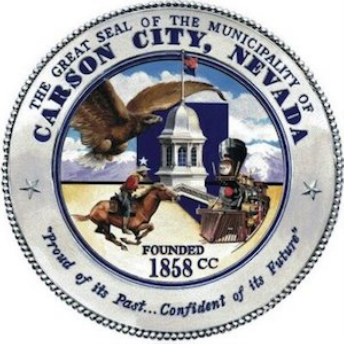 THE GREAT SEAL OF THE MUNICIPALITY OF
CARSON CITY, NEVADA
FOUNDED
1858 CC
"Proud of its Past... Confident of its Future"